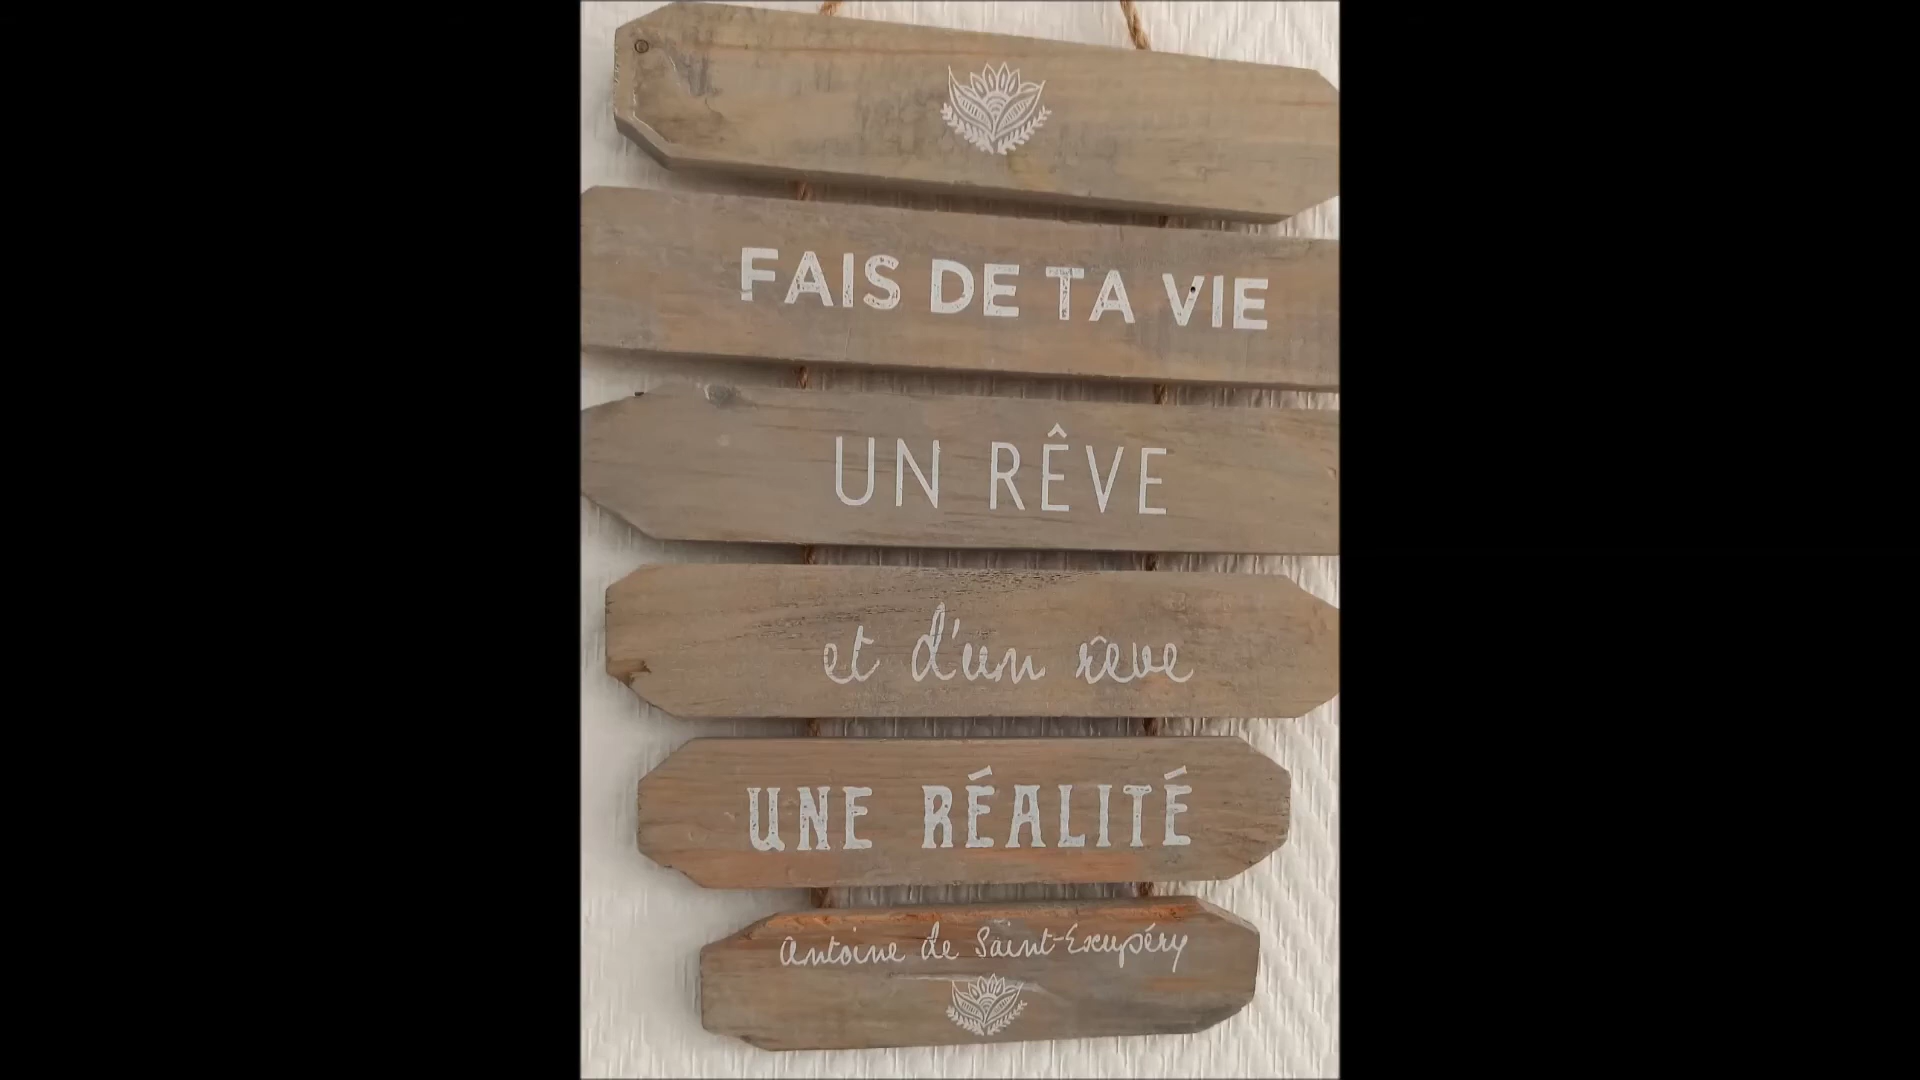 FAIS DE TA VIE
UN RÊVE
et d'un rêve
UNE RÉALITÉ
Antoine de Saint-Exupéry